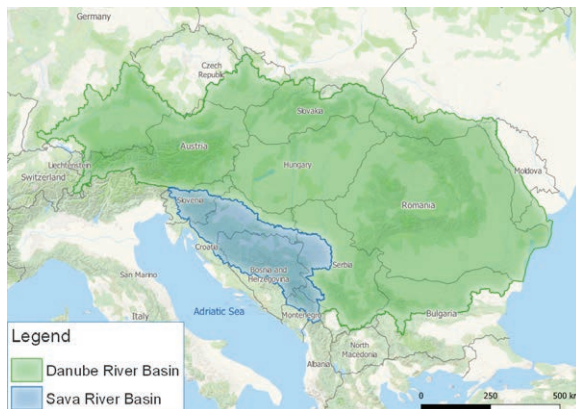 Germany
Czech
Republic
Slovakia
Austria
Liechtenstein
Switzerland
Hungary
Moldova
Romania
Slovenia
Croatia
Serbia
Bosnia and
Herzegovina
San Marino
Italy
Adriatic Sea
Montenegro
Bulgaria
North
Macedonia
Albania
Legend
Danube River Basin
Sava River Basin
0 250 500 km